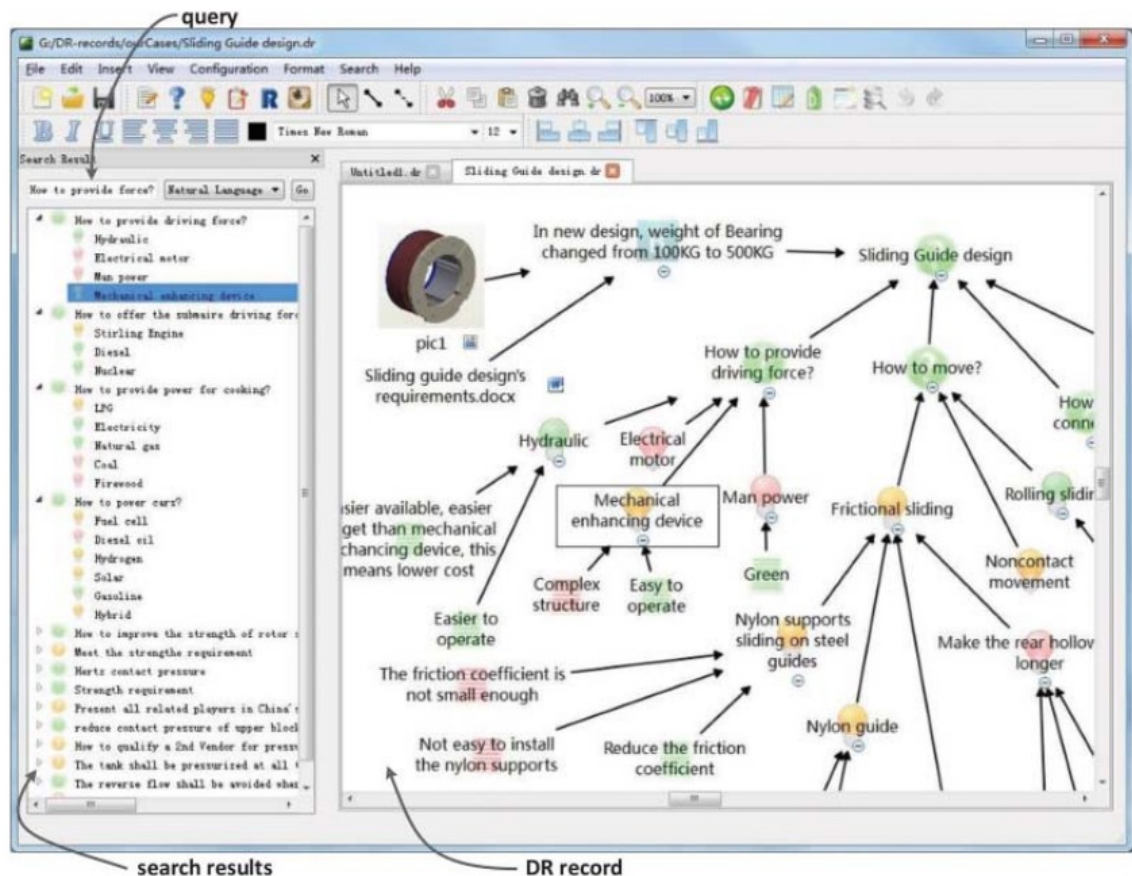 query
G:/DR-records/ourCases/Sliding Guide design.dr
File Edit Insert View Configuration Format Search Help
R 100%
B I U Times New Roman 12
Search Result
Untitled1.dr Sliding Guide design.dr
How to provide force? Natural Language Go
How to provide driving force?
Hydraulic
Electrical motor
Man power
Mechanical enhancing device
How to offer the submaire driving forc
Stirling Engine
Diesel
Nuclear
How to provide power for cooking?
LPG
Electricity
Natural gas
Coal
Firewood
How to power cars?
Fuel cell
Diesel oil
Hydrogen
Solar
Gasoline
Hybrid
How to improve the strength of rotor
Meet the strengthe requirement
Hertz contact pressure
Strength requirement
Present all related players in China's
reduce contact pressure of upper block
How to qualify a 2nd Vendor for pressu
The tank shall be pressurized at all
The reverse flow shall be avoided
In new design, weight of Bearing
changed from 100KG to 500KG
Sliding Guide design
pic1
Sliding guide design's
requirements.docx
How to provide
driving force?
How to move?
How
conne
Hydraulic
Electrical
motor
Mechanical
enhancing device
Man power
Frictional sliding
Rolling slidin
sier available, easier
get than mechanical
chancing device, this
means lower cost
Complex
structure
Easy to
operate
Green
Noncontact
movement
Easier to
operate
Nylon supports
sliding on steel
guides
Make the rear hollow
longer
The friction coefficient is
not small enough
Nylon guide
Not easy to install
the nylon supports
Reduce the friction
coefficient
search results
DR record